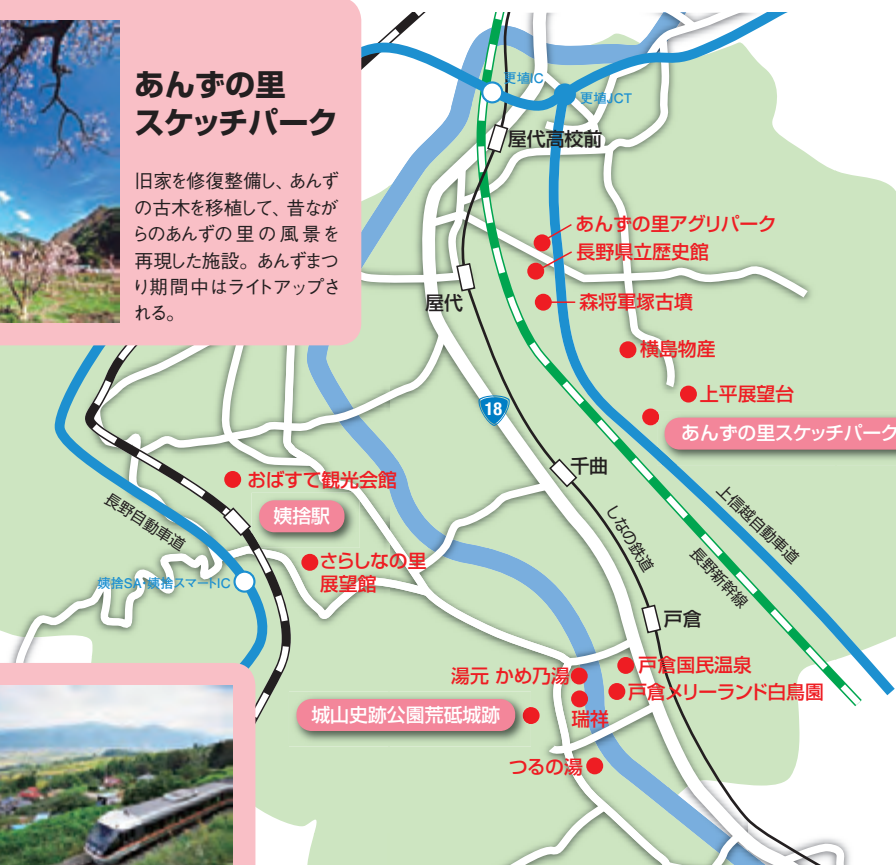 あんずの里
スケッチパーク
旧家を修復整備し、あんず
の古木を移植して、昔なが
らのあんずの里の風景を
再現した施設。あんずまつ
り期間中はライトアップさ
れる。
更埴IC
更埴JCT
屋代高校前
あんずの里アグリパーク
長野県立歴史館
屋代
森将軍塚古墳
横島物産
上平展望台
18
あんずの里スケッチパーク
千曲
おばすて観光会館
長野自動車道
姨捨駅
しなの鉄道
上信越自動車道
長野新幹線
さらしなの里
展望館
姨捨SA・姨捨スマートIC
戸倉
湯元 かめ乃湯
戸倉国民温泉
戸倉メリーランド白鳥園
城山史跡公園荒砥城跡
瑞祥
つるの湯